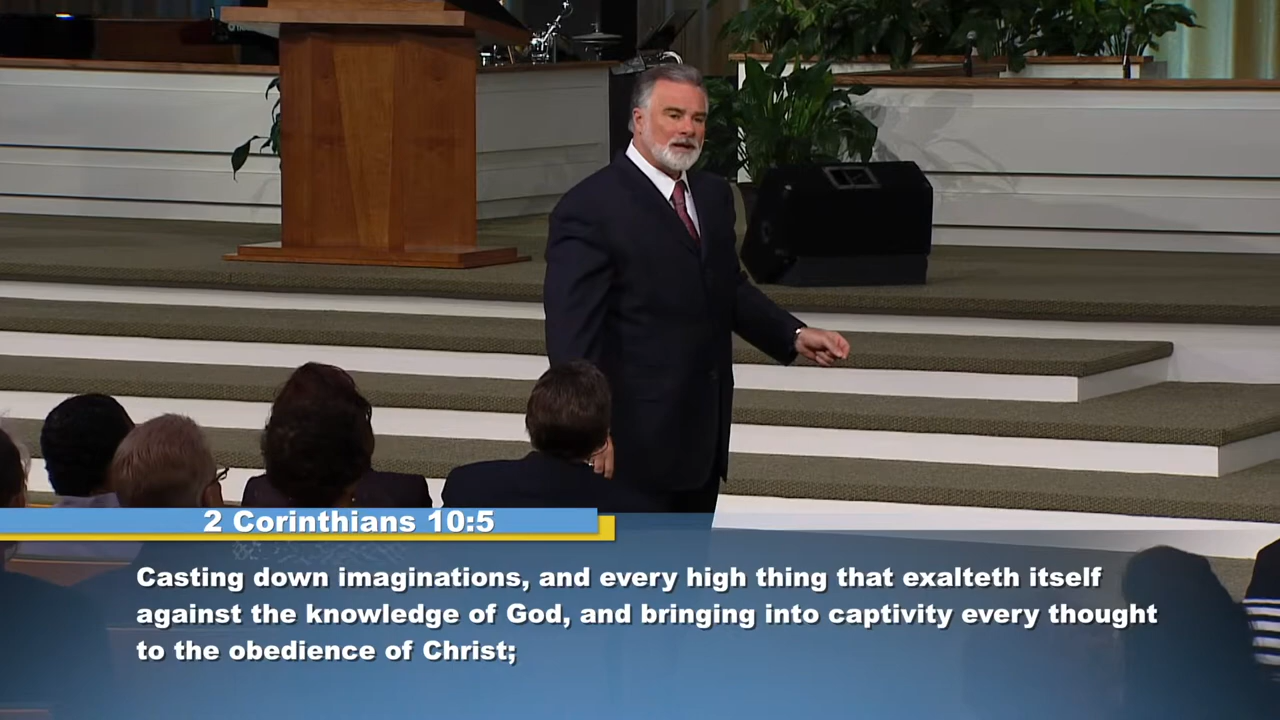 2 Corinthians 10:5
Casting down imaginations, and every high thing that exalteth itself
against the knowledge of God, and bringing into captivity every thought
to the obedience of Christ;